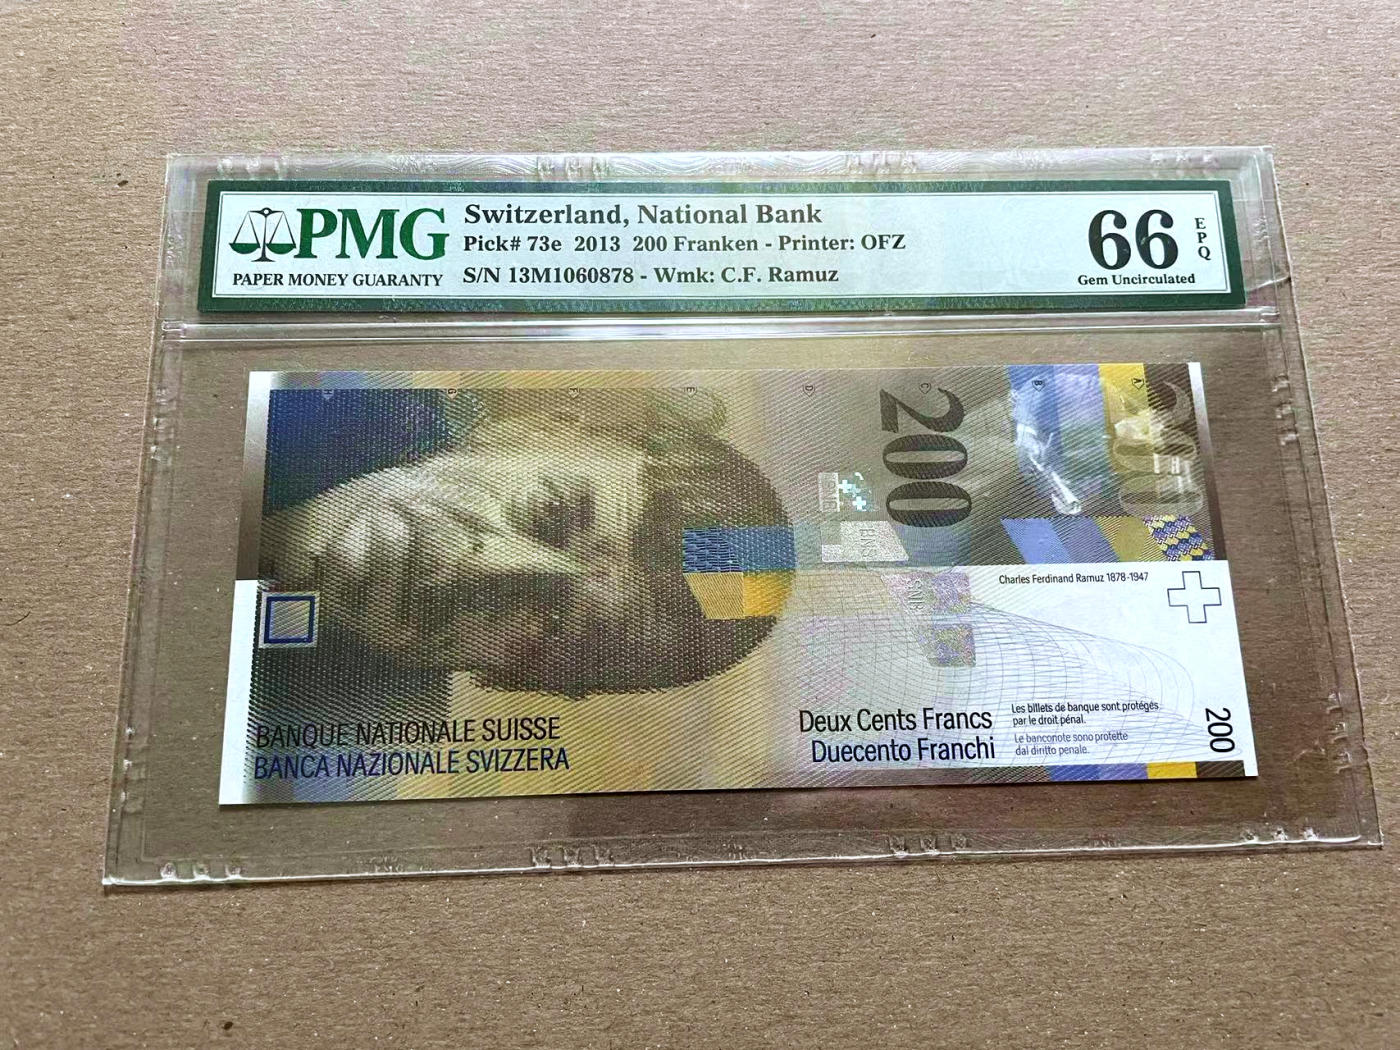 PMG
PAPER MONEY GUARANTY
Switzerland, National Bank
Pick# 73e 2013 200 Franken - Printer: OFZ
S/N 13M1060878 - Wmk: C.F. Ramuz
66
EPQ
Gem Uncirculated
H G F E D C B A
200
200
Charles Ferdinand Ramuz 1878-1947
BANQUE NATIONALE SUISSE
BANCA NAZIONALE SVIZZERA
Deux Cents Francs
Duecento Franchi
Les billets de banque sont protégés
par le droit pénal.
Le banconote sono protette
dal diritto penale.
200